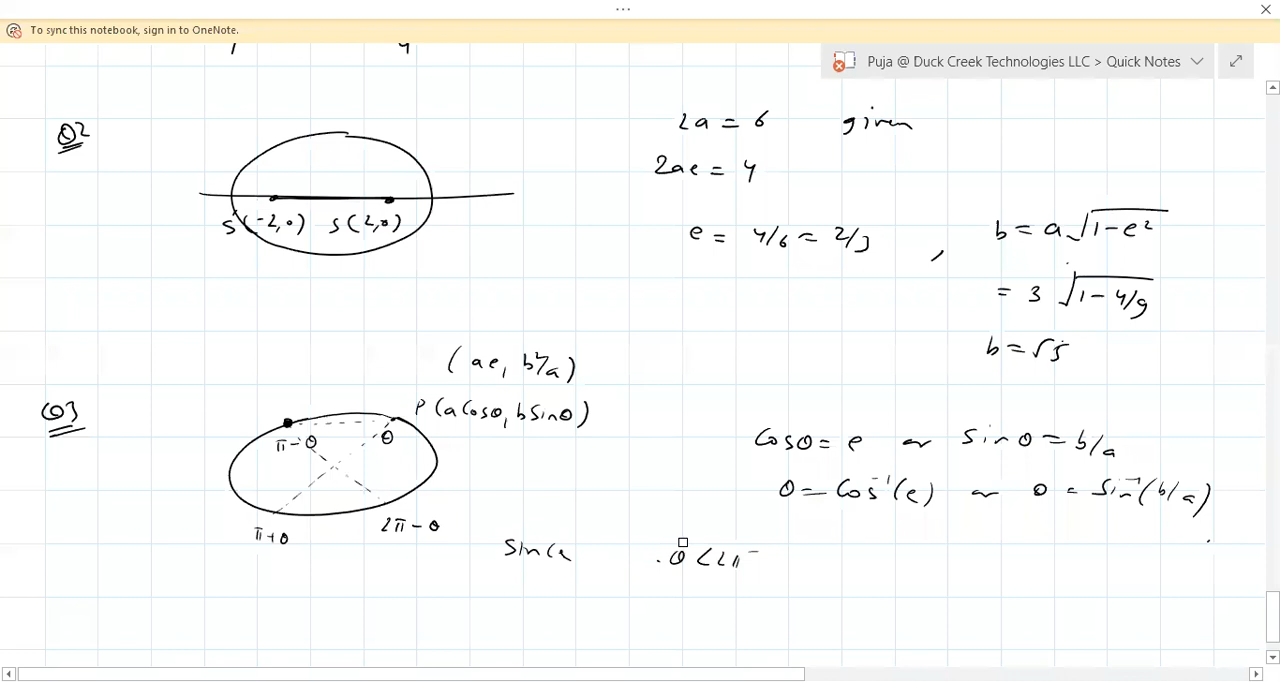 To sync this notebook, sign in to OneNote.
Puja @ Duck Creek Technologies LLC > Quick Notes
Q2
S'(-2,0) S(2,0)
2a = 6 given
2ae = 4
e = 4/6 = 2/3 ,
b = a√(1-e²)
= 3 √(1-4/9)
b = √5
Q3
(ae, b²/a)
P(a cosθ, b sinθ)
π-θ θ
π+θ 2π-θ
cosθ = e or sinθ = b/a
θ = cos⁻¹(e) or θ = sin⁻¹(b/a)
since θ < 2π